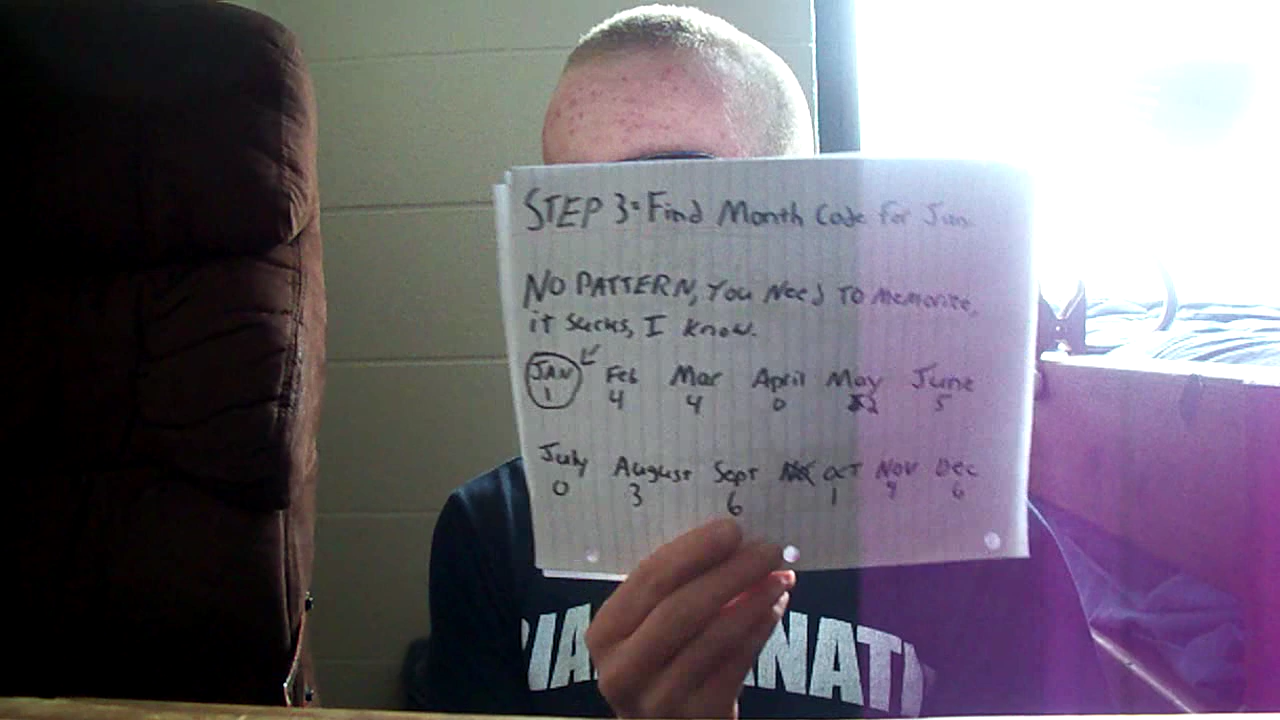 STEP 3: Find Month Code for Jan.
NO PATTERN, You Need To Memorize,
it sucks, I know.
JAN Feb Mar April May June
1 4 4 0 2 5
July August Sept Oct Nov Dec
0 3 6 1 6